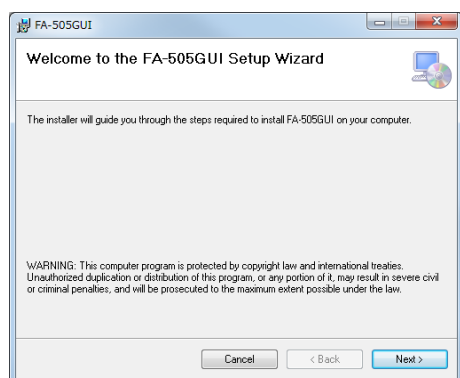 FA-505GUI
Welcome to the FA-505GUI Setup Wizard
The installer will guide you through the steps required to install FA-505GUI on your computer.
WARNING: This computer program is protected by copyright law and international treaties.
Unauthorized duplication or distribution of this program, or any portion of it, may result in severe civil
or criminal penalties, and will be prosecuted to the maximum extent possible under the law.
Cancel
< Back
Next >